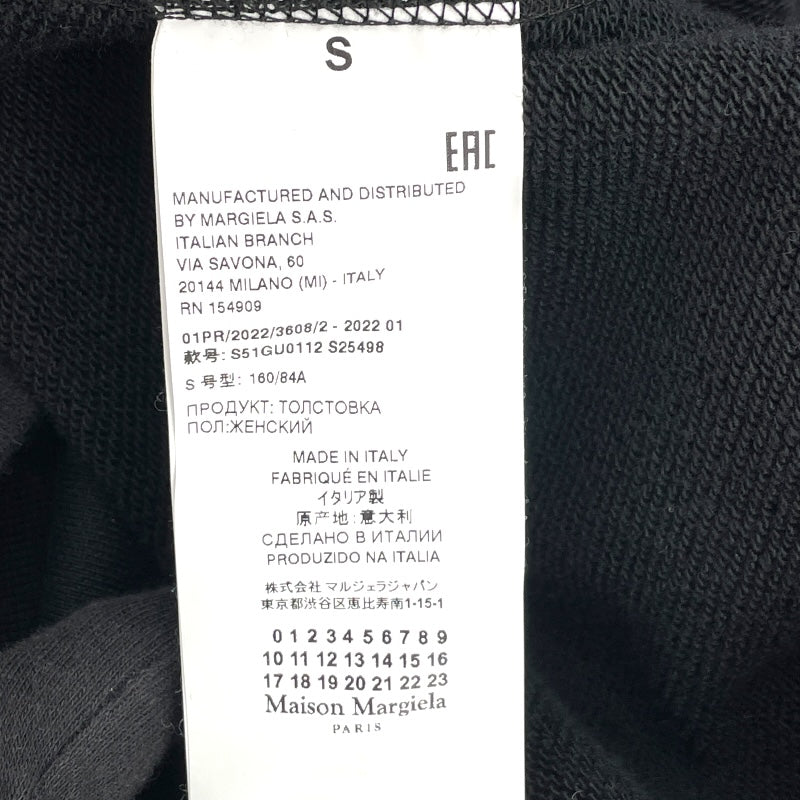 S
EAC
MANUFACTURED AND DISTRIBUTED
BY MARGIELA S.A.S.
ITALIAN BRANCH
VIA SAVONA, 60
20144 MILANO (MI) - ITALY
RN 154909
01PR/2022/3608/2 - 2022 01
款号: S51GU0112 S25498
S 号型: 160/84A
ПРОДУКТ: ТОЛСТОВКА
ПОЛ:ЖЕНСКИЙ
MADE IN ITALY
FABRIQUÉ EN ITALIE
イタリア製
原产地:意大利
СДЕЛАНО В ИТАЛИИ
PRODUZIDO NA ITALIA
株式会社 マルジェラジャパン
東京都渋谷区恵比寿南1-15-1
0 1 2 3 4 5 6 7 8 9
10 11 12 13 14 15 16
17 18 19 20 21 22 23
Maison Margiela
PARIS